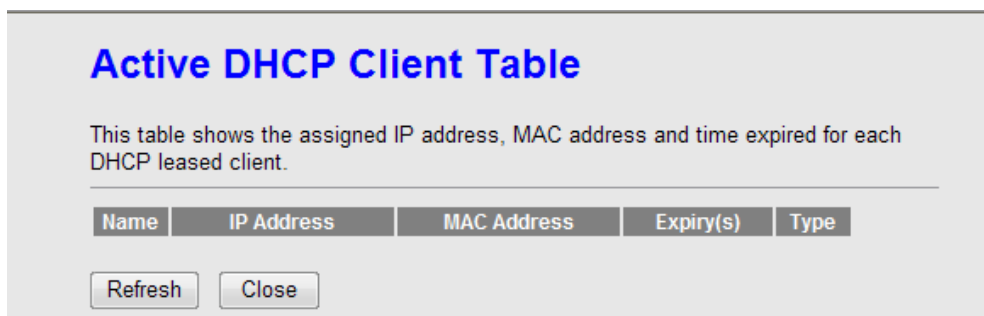 Active DHCP Client Table
This table shows the assigned IP address, MAC address and time expired for each
DHCP leased client.
Name IP Address MAC Address Expiry(s) Type
Refresh Close